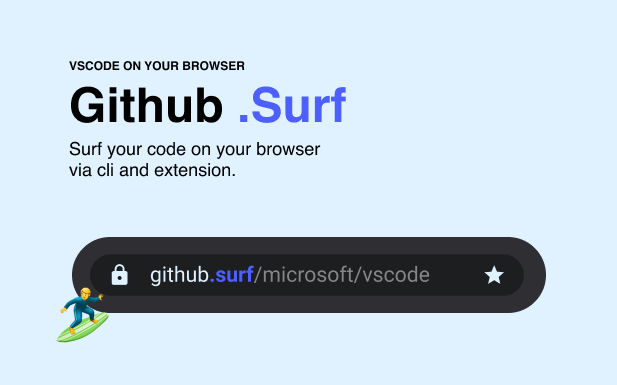 VSCODE ON YOUR BROWSER
Github .Surf
Surf your code on your browser
via cli and extension.
github.surf/microsoft/vscode